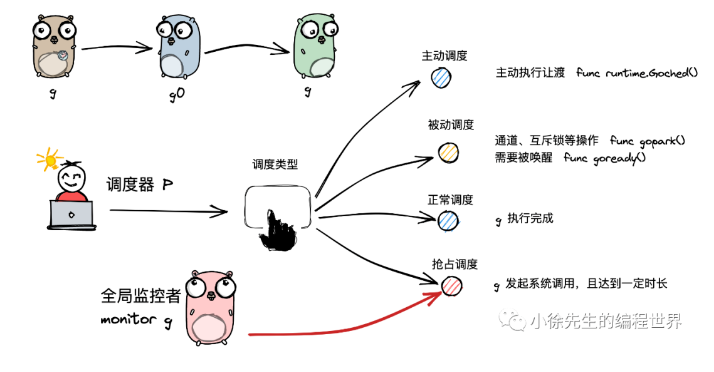 g
g0
g
主动调度
主动执行让渡 func runtime.Goched()
被动调度
通道、互斥锁等操作 func gopark()
需要被唤醒 func goready()
调度类型
调度器 P
正常调度
g 执行完成
抢占调度
g 发起系统调用，且达到一定时长
全局监控者
monitor g
小徐先生的编程世界